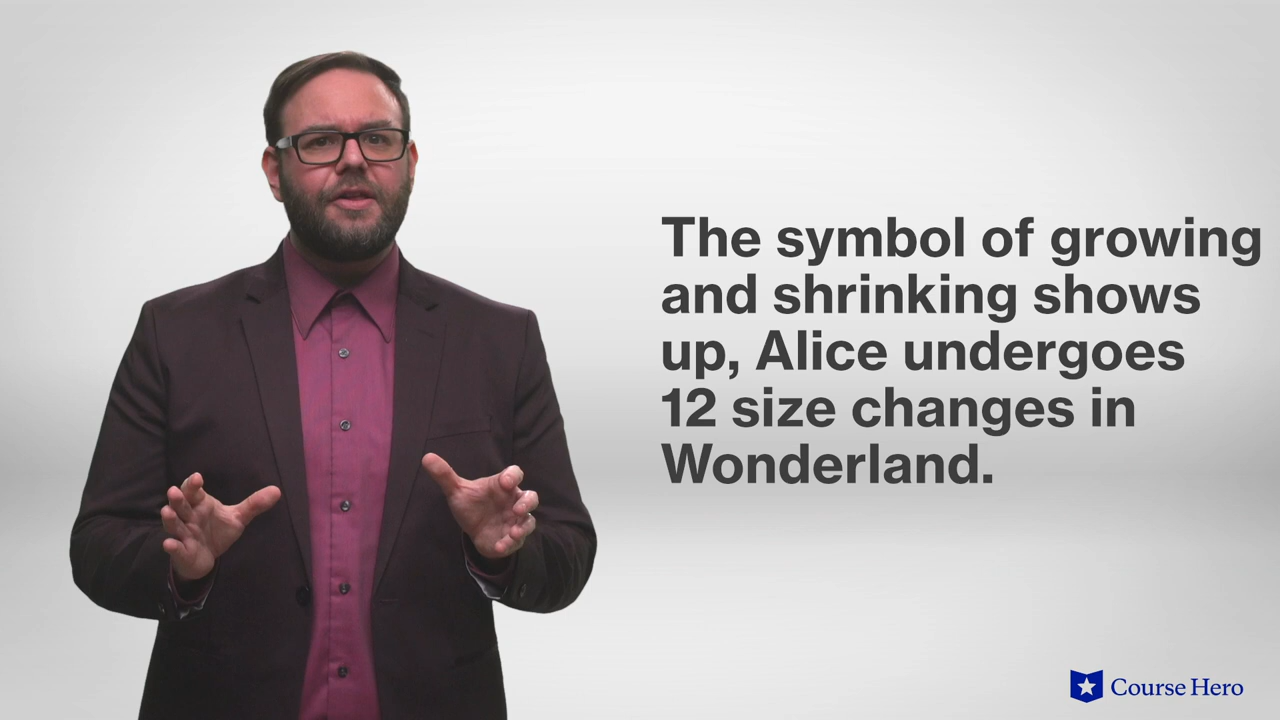 The symbol of growing
and shrinking shows
up, Alice undergoes
12 size changes in
Wonderland.
Course Hero